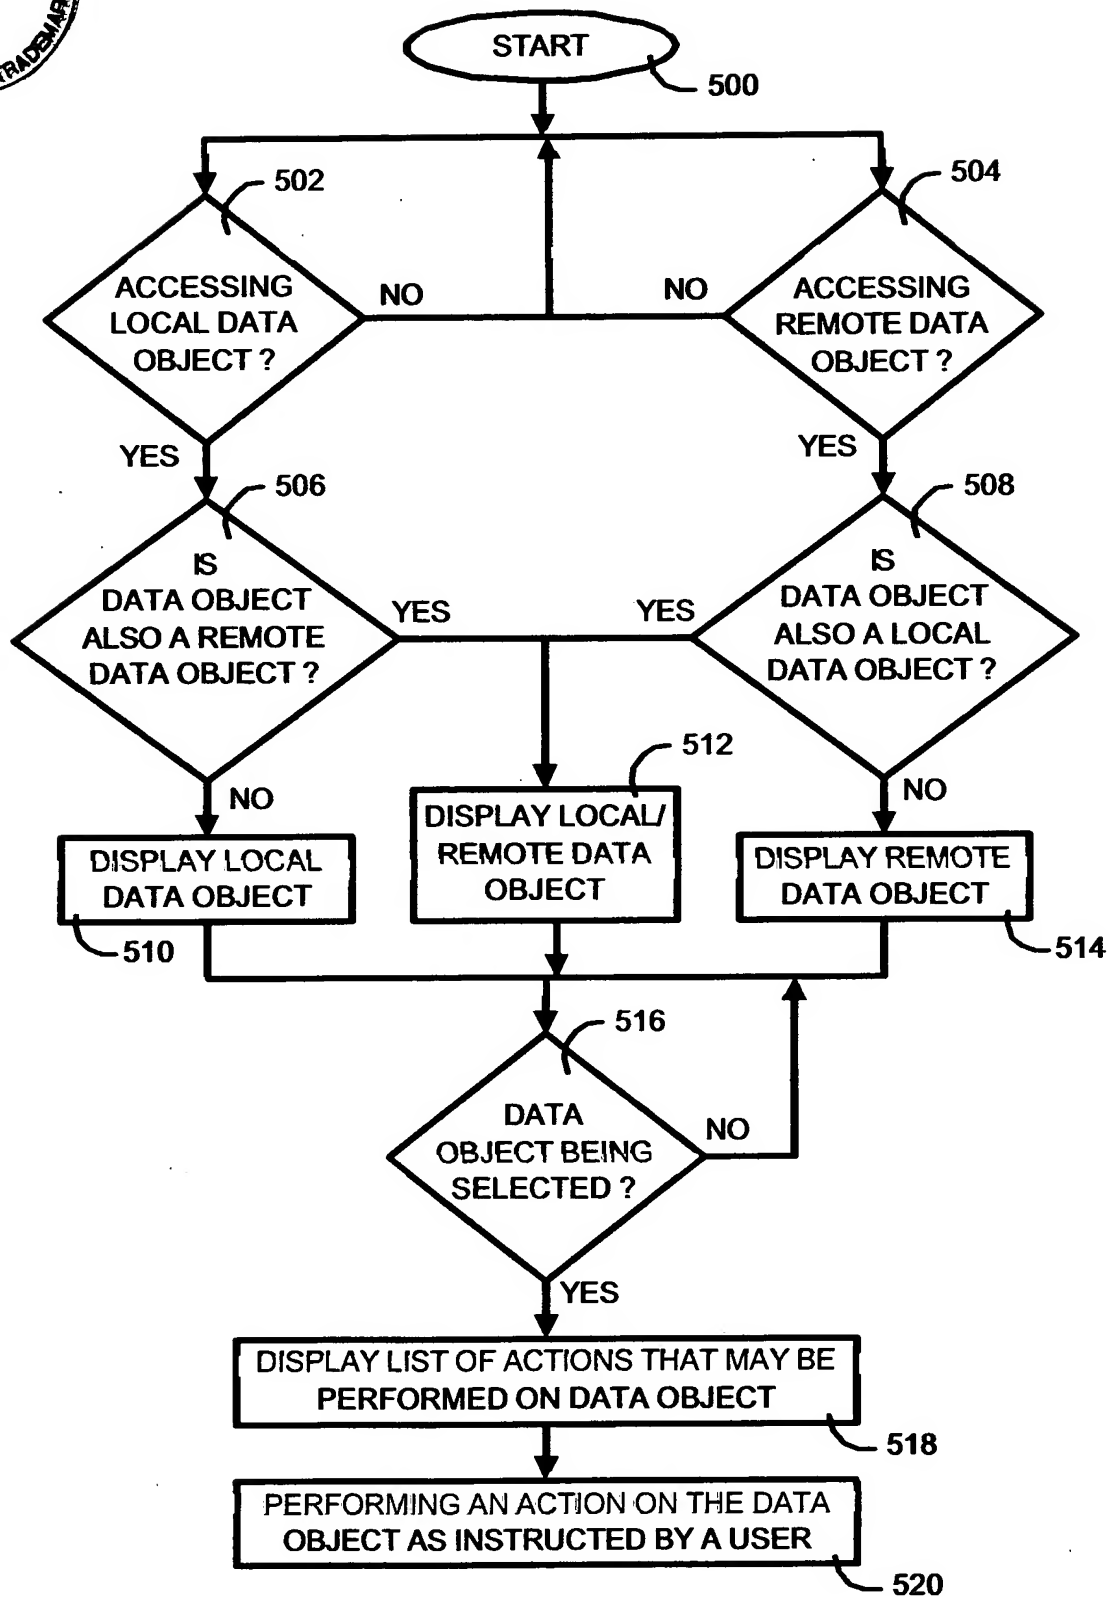 TRADEMARK
START
500
502
504
ACCESSING
LOCAL DATA
OBJECT ?
NO
NO
ACCESSING
REMOTE DATA
OBJECT ?
YES
YES
506
508
IS
DATA OBJECT
ALSO A REMOTE
DATA OBJECT ?
YES
YES
IS
DATA OBJECT
ALSO A LOCAL
DATA OBJECT ?
512
NO
NO
DISPLAY LOCAL
DATA OBJECT
DISPLAY LOCAL/
REMOTE DATA
OBJECT
DISPLAY REMOTE
DATA OBJECT
510
514
516
DATA
OBJECT BEING
SELECTED ?
NO
YES
DISPLAY LIST OF ACTIONS THAT MAY BE
PERFORMED ON DATA OBJECT
518
PERFORMING AN ACTION ON THE DATA
OBJECT AS INSTRUCTED BY A USER
520